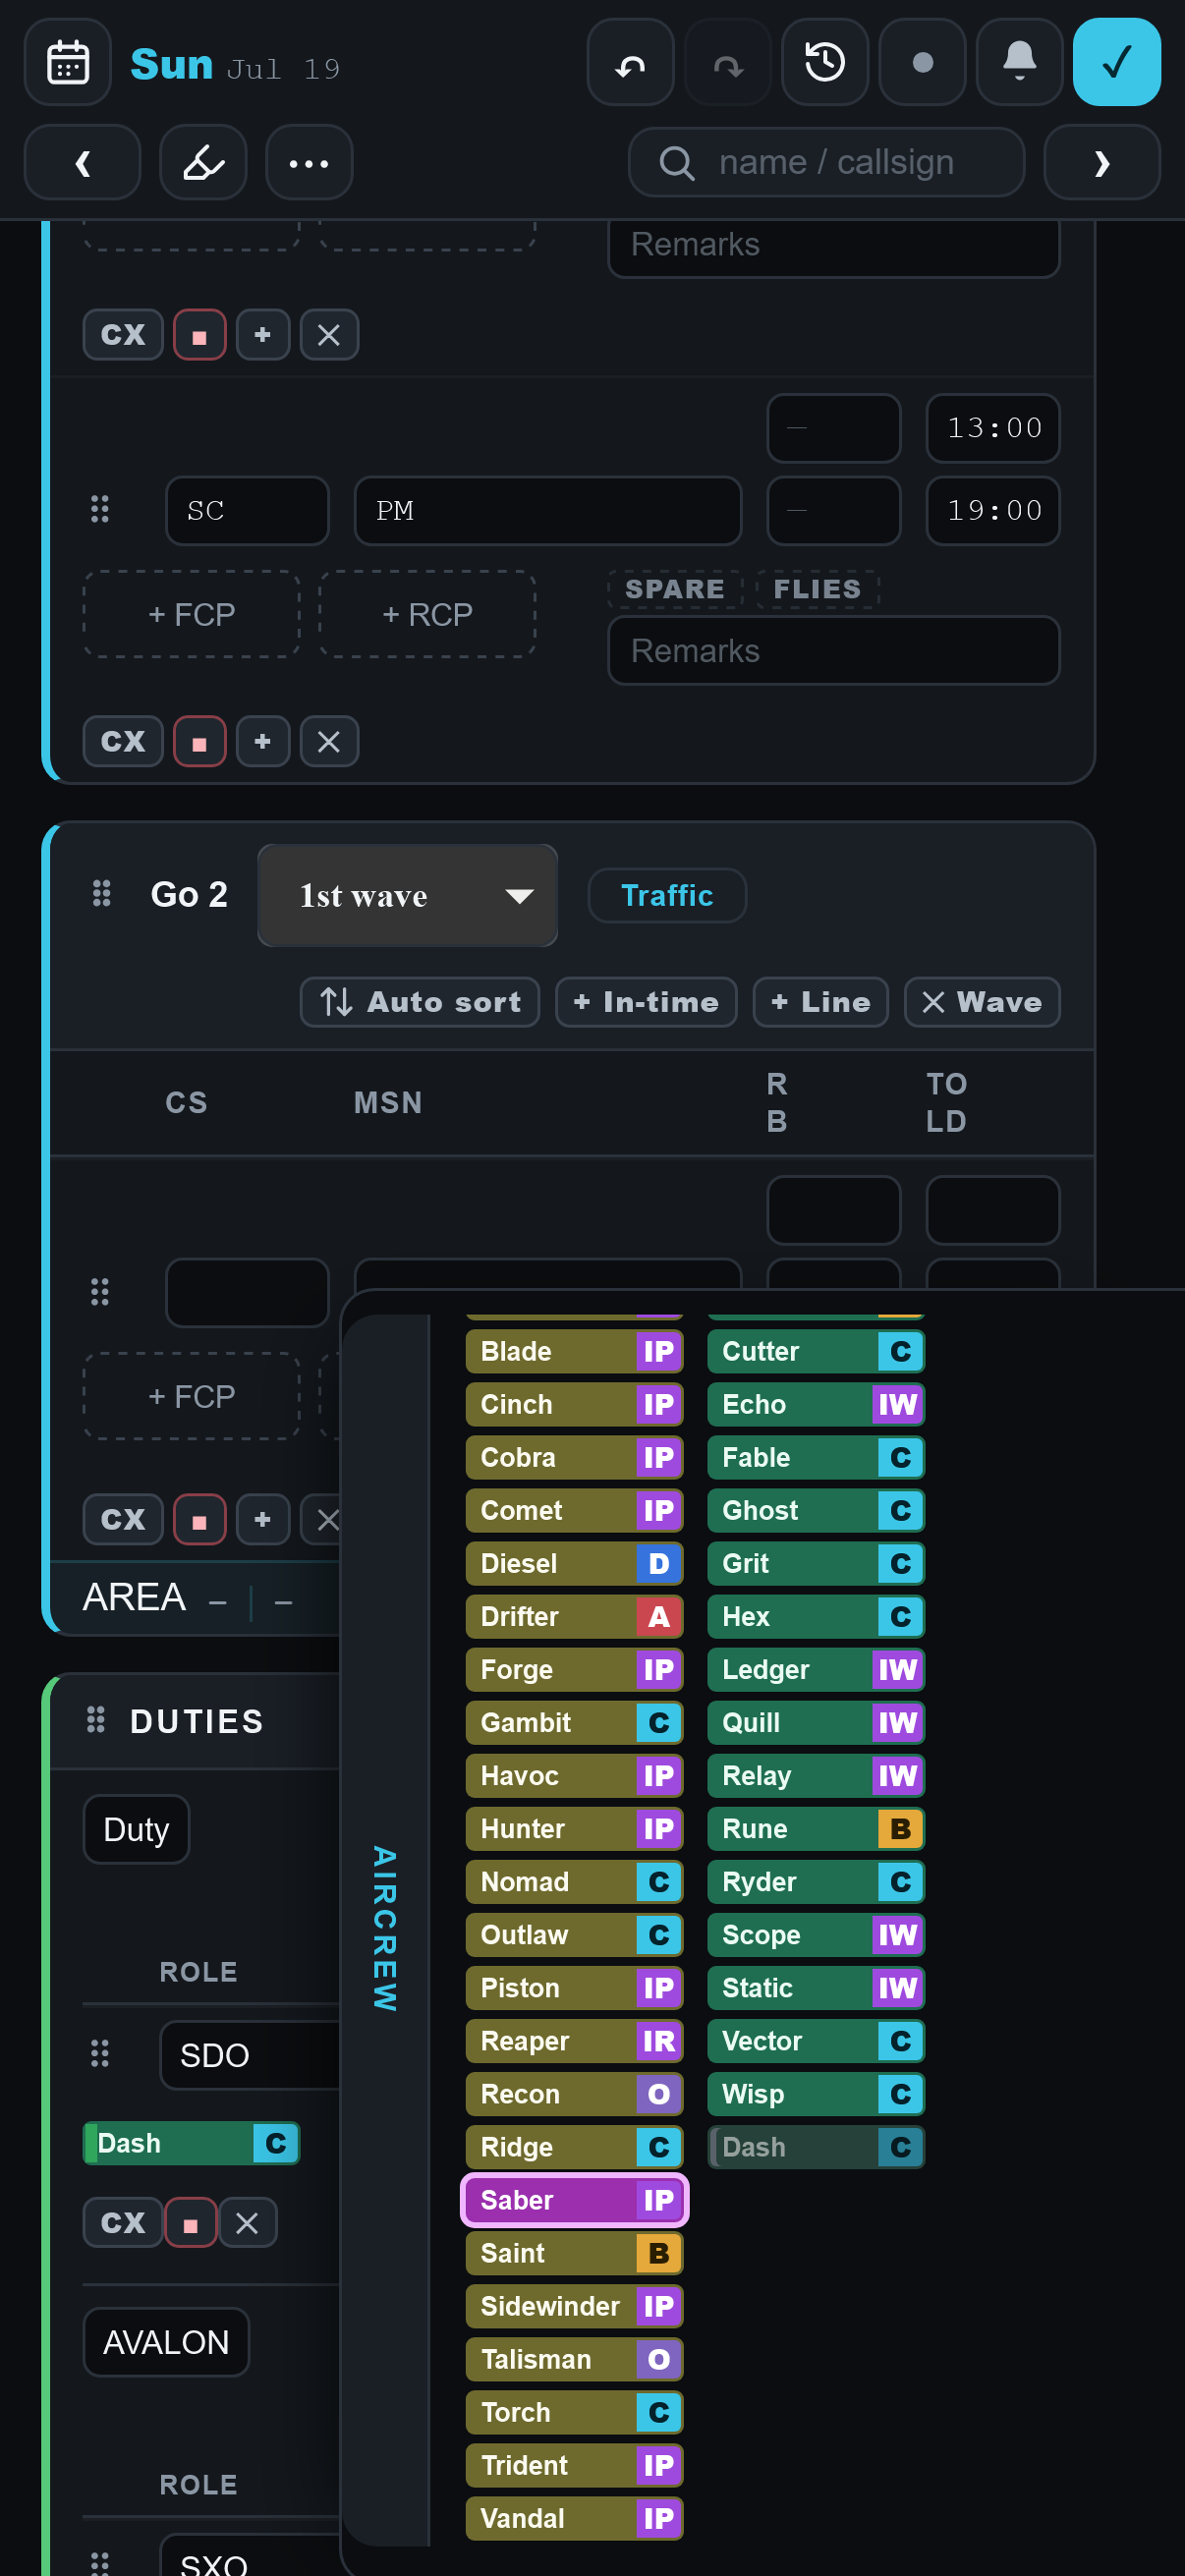 Sun Jul 19
name / callsign
Remarks
CX + ×
— 13:00
SC PM — 19:00
SPARE FLIES
+ FCP + RCP
Remarks
CX + ×
Go 2 1st wave Traffic
Auto sort + In-time + Line × Wave
CS MSN R TO
B LD
+ FCP
CX + ×
AREA – | –
DUTIES
Duty
ROLE
SDO
Dash C
CX ×
AVALON
ROLE
SXO
AIRCREW
Blade IP
Cinch IP
Cobra IP
Comet IP
Diesel D
Drifter A
Forge IP
Gambit C
Havoc IP
Hunter IP
Nomad C
Outlaw C
Piston IP
Reaper IR
Recon O
Ridge C
Saber IP
Saint B
Sidewinder IP
Talisman O
Torch C
Trident IP
Vandal IP
Cutter C
Echo IW
Fable C
Ghost C
Grit C
Hex C
Ledger IW
Quill IW
Relay IW
Rune B
Ryder C
Scope IW
Static IW
Vector C
Wisp C
Dash C